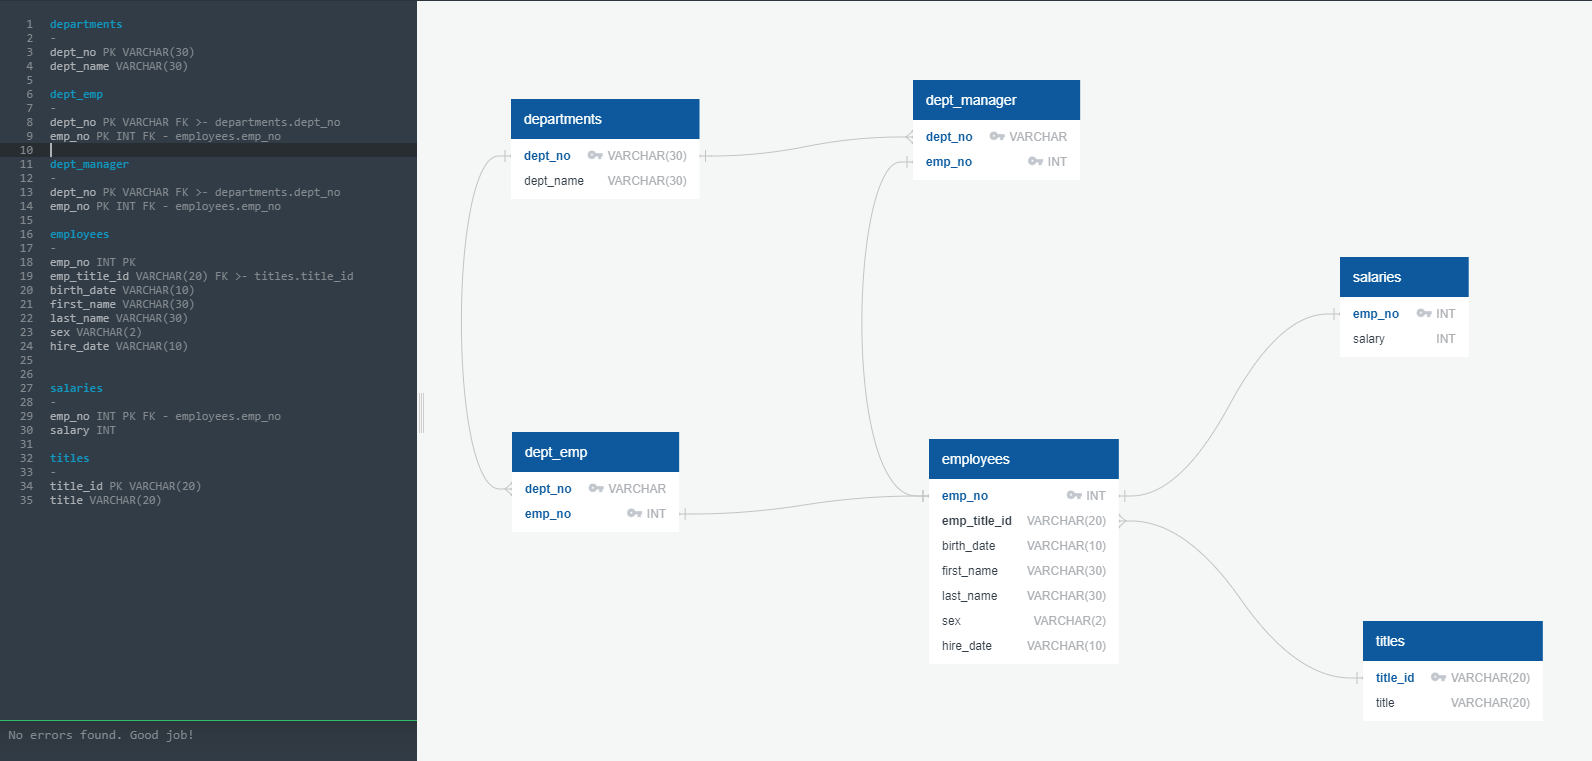 1 departments
2 -
3 dept_no PK VARCHAR(30)
4 dept_name VARCHAR(30)
5
6 dept_emp
7 -
8 dept_no PK VARCHAR FK >- departments.dept_no
9 emp_no PK INT FK - employees.emp_no
10
11 dept_manager
12 -
13 dept_no PK VARCHAR FK >- departments.dept_no
14 emp_no PK INT FK - employees.emp_no
15
16 employees
17 -
18 emp_no INT PK
19 emp_title_id VARCHAR(20) FK >- titles.title_id
20 birth_date VARCHAR(10)
21 first_name VARCHAR(30)
22 last_name VARCHAR(30)
23 sex VARCHAR(2)
24 hire_date VARCHAR(10)
25
26
27 salaries
28 -
29 emp_no INT PK FK - employees.emp_no
30 salary INT
31
32 titles
33 -
34 title_id PK VARCHAR(20)
35 title VARCHAR(20)
No errors found. Good job!
departments
dept_no VARCHAR(30)
dept_name VARCHAR(30)
dept_manager
dept_no VARCHAR
emp_no INT
salaries
emp_no INT
salary INT
dept_emp
dept_no VARCHAR
emp_no INT
employees
emp_no INT
emp_title_id VARCHAR(20)
birth_date VARCHAR(10)
first_name VARCHAR(30)
last_name VARCHAR(30)
sex VARCHAR(2)
hire_date VARCHAR(10)
titles
title_id VARCHAR(20)
title VARCHAR(20)